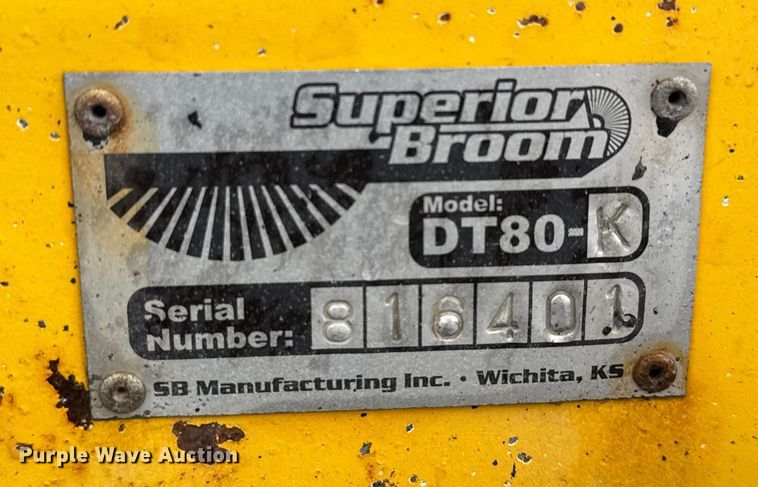 Superior
Broom
Model:
DT80-K
Serial
Number: 816401
SB Manufacturing Inc. · Wichita, KS
Purple Wave Auction